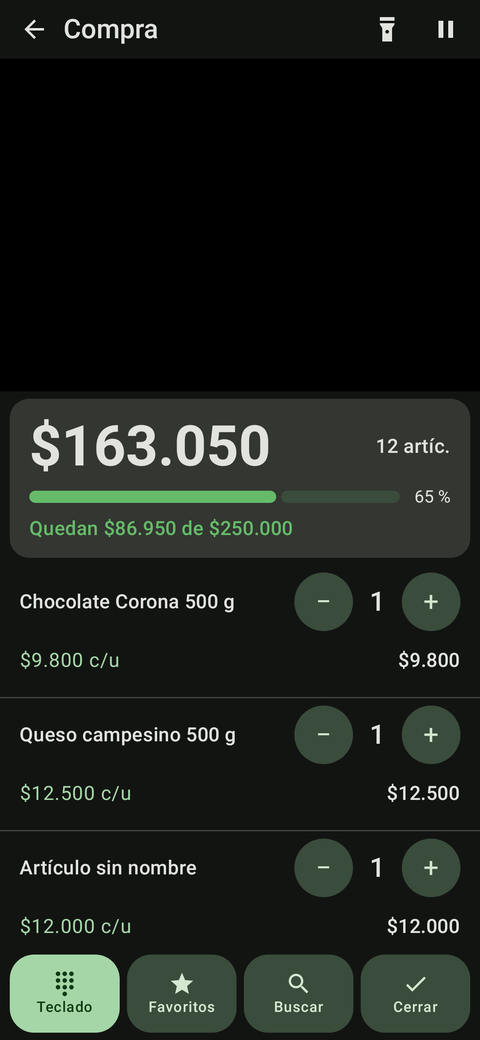 Compra
$163.050
12 artíc.
65 %
Quedan $86.950 de $250.000
Chocolate Corona 500 g
− 1 +
$9.800 c/u
$9.800
Queso campesino 500 g
− 1 +
$12.500 c/u
$12.500
Artículo sin nombre
− 1 +
$12.000 c/u
$12.000
Teclado
Favoritos
Buscar
Cerrar